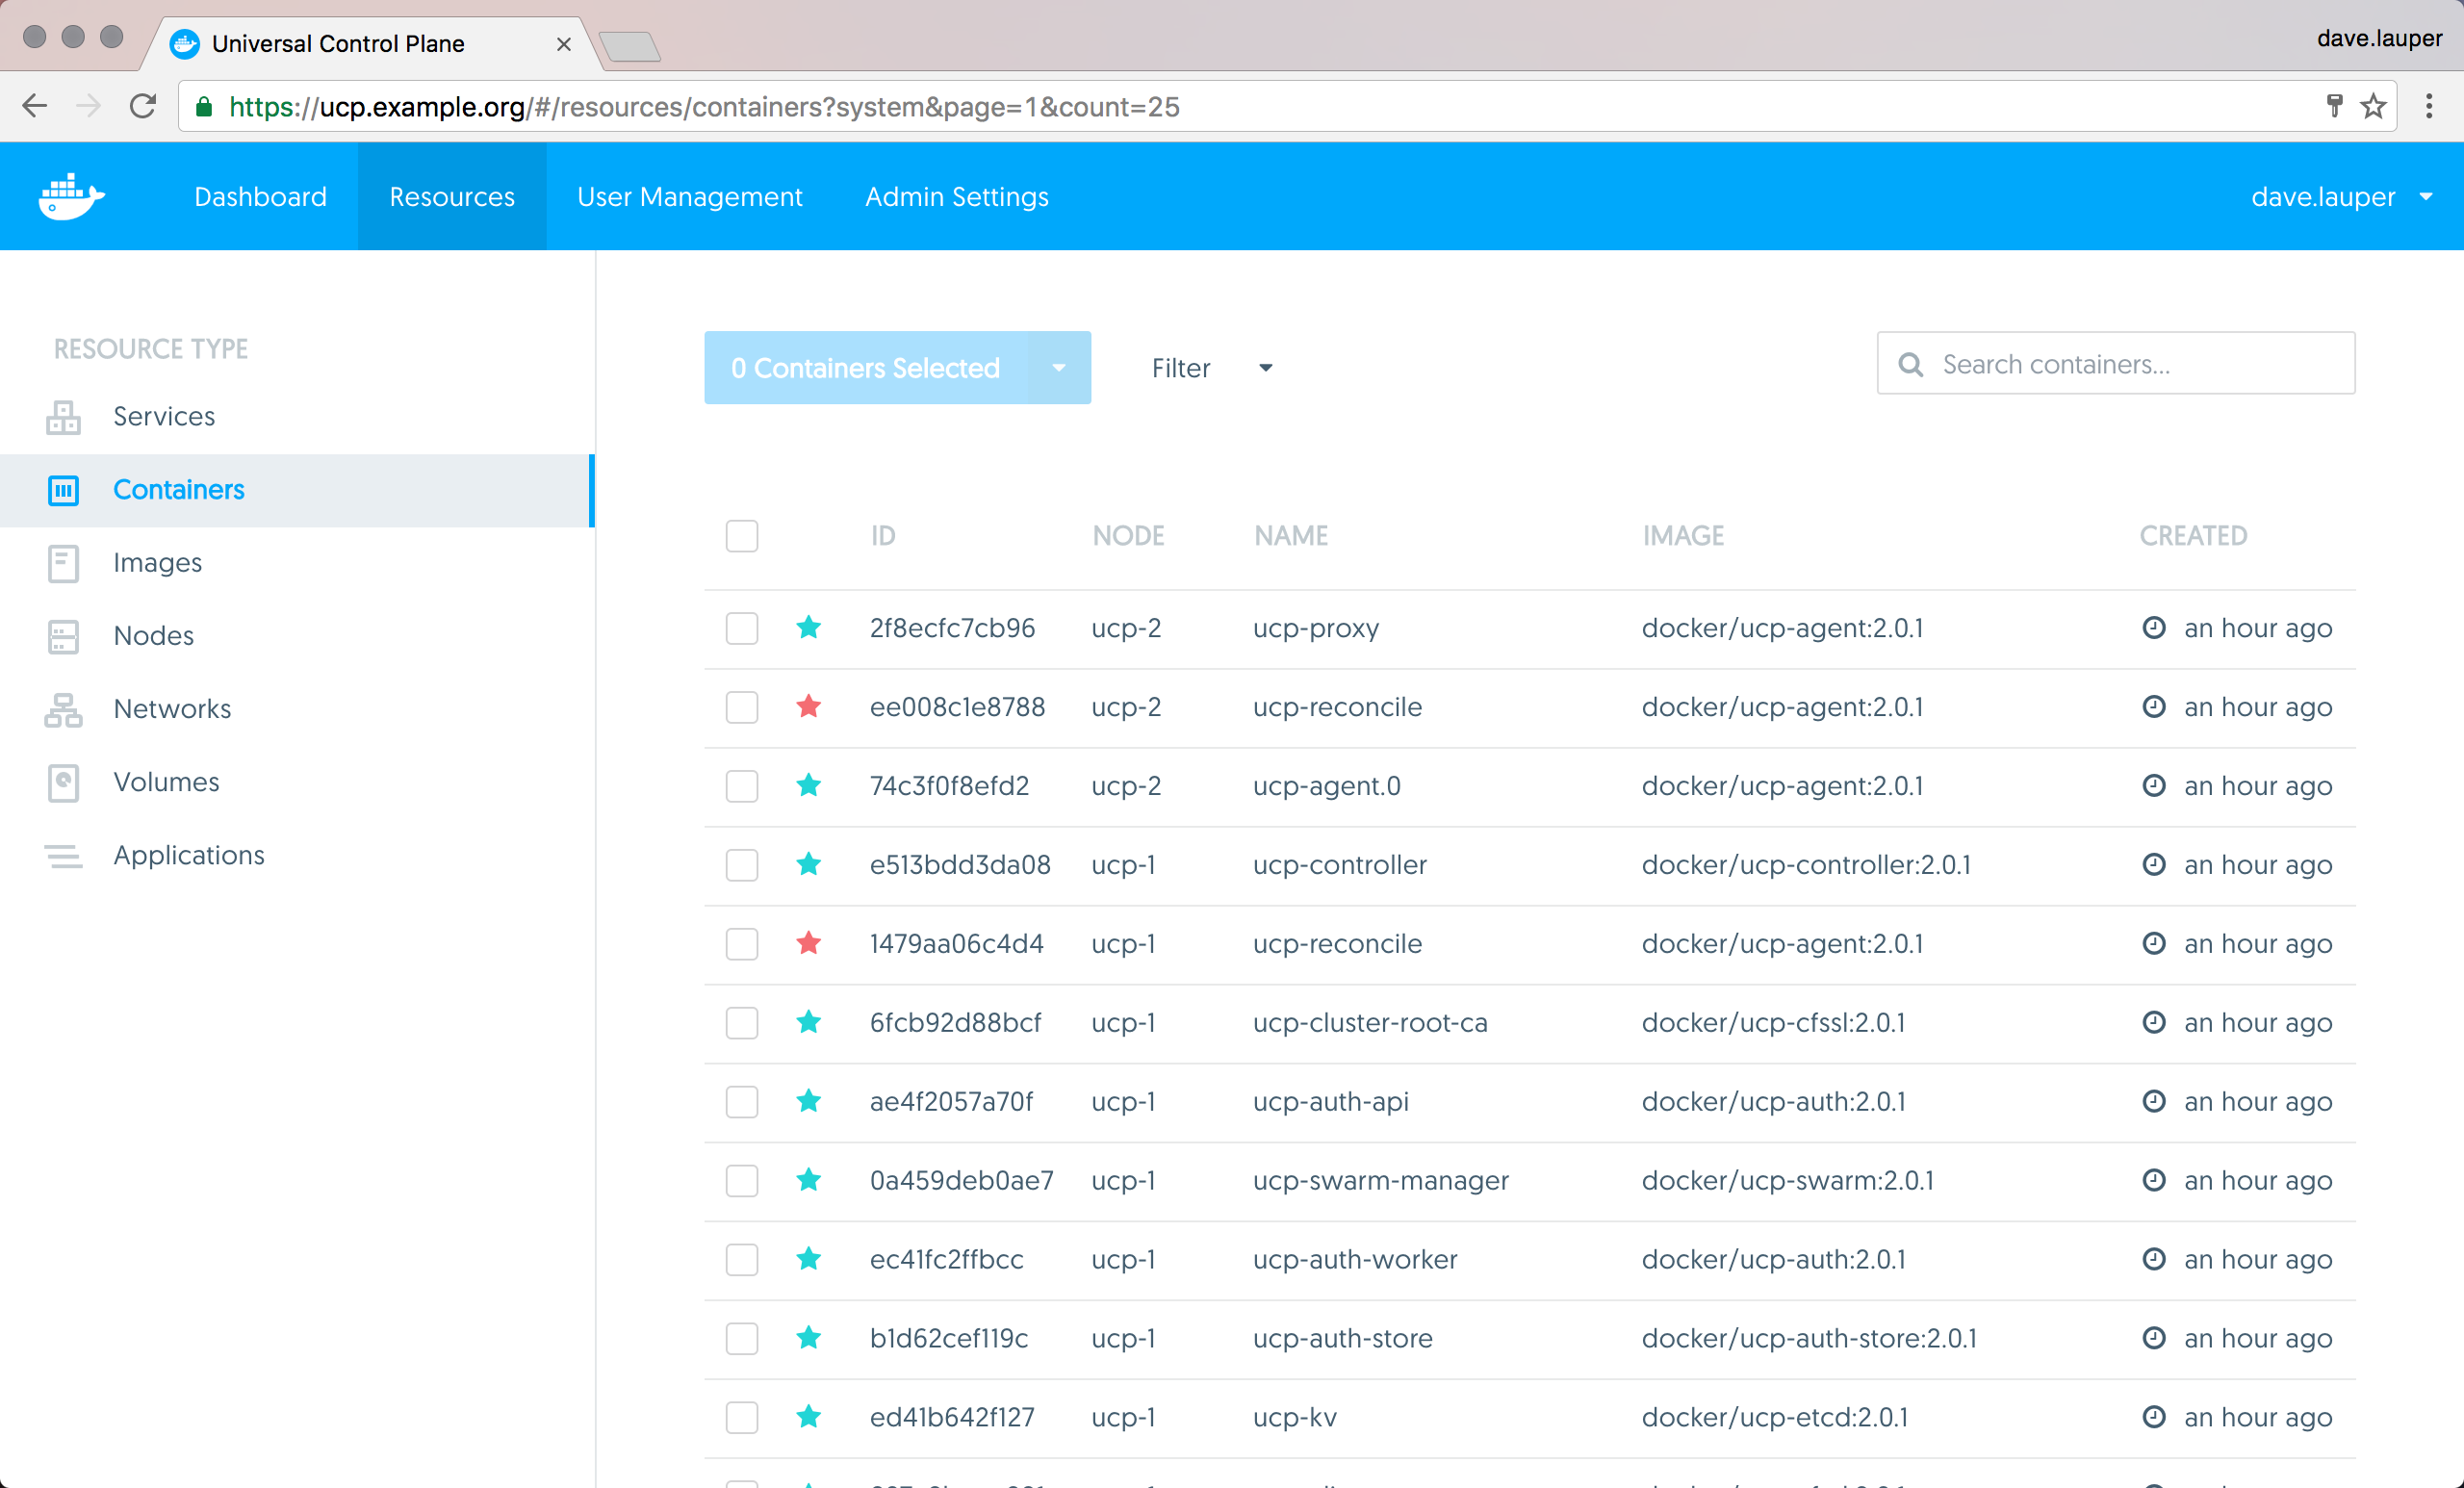 Universal Control Plane
dave.lauper
https://ucp.example.org/#/resources/containers?system&page=1&count=25
Dashboard Resources User Management Admin Settings dave.lauper
RESOURCE TYPE
Services
Containers
Images
Nodes
Networks
Volumes
Applications
0 Containers Selected Filter Search containers...
ID NODE NAME IMAGE CREATED
2f8ecfc7cb96 ucp-2 ucp-proxy docker/ucp-agent:2.0.1 an hour ago
ee008c1e8788 ucp-2 ucp-reconcile docker/ucp-agent:2.0.1 an hour ago
74c3f0f8efd2 ucp-2 ucp-agent.0 docker/ucp-agent:2.0.1 an hour ago
e513bdd3da08 ucp-1 ucp-controller docker/ucp-controller:2.0.1 an hour ago
1479aa06c4d4 ucp-1 ucp-reconcile docker/ucp-agent:2.0.1 an hour ago
6fcb92d88bcf ucp-1 ucp-cluster-root-ca docker/ucp-cfssl:2.0.1 an hour ago
ae4f2057a70f ucp-1 ucp-auth-api docker/ucp-auth:2.0.1 an hour ago
0a459deb0ae7 ucp-1 ucp-swarm-manager docker/ucp-swarm:2.0.1 an hour ago
ec41fc2ffbcc ucp-1 ucp-auth-worker docker/ucp-auth:2.0.1 an hour ago
b1d62cef119c ucp-1 ucp-auth-store docker/ucp-auth-store:2.0.1 an hour ago
ed41b642f127 ucp-1 ucp-kv docker/ucp-etcd:2.0.1 an hour ago